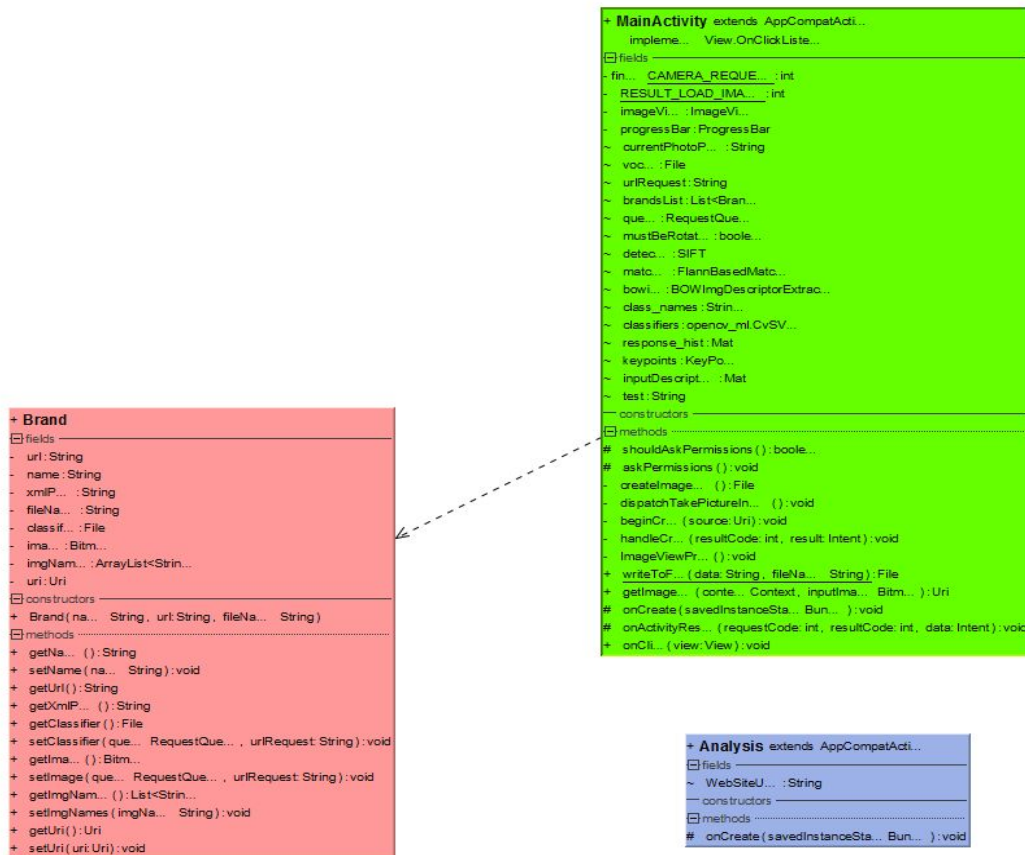 + MainActivity extends AppCompatActi...
impleme... View.OnClickListe...
fields
- fin... CAMERA_REQUE... : int
- RESULT_LOAD_IMA... : int
- imageVi... : ImageVi...
- progressBar : ProgressBar
~ currentPhotoP... : String
~ voc... : File
~ urlRequest : String
~ brandsList : List<Bran...
~ que... : RequestQue...
~ mustBeRotat... : boole...
~ detec... : SIFT
~ matc... : FlannBasedMatc...
~ bowi... : BOWImgDescriptorExtrac...
~ class_names : Strin...
~ classifiers : opencv_ml.CvSV...
~ response_hist : Mat
~ keypoints : KeyPo...
~ inputDescript... : Mat
~ test : String
constructors
methods
# shouldAskPermissions ( ) : boole...
# askPermissions ( ) : void
- createImage... ( ) : File
- dispatchTakePictureIn... ( ) : void
- beginCr... ( source : Uri ) : void
- handleCr... ( resultCode : int, result : Intent ) : void
- ImageViewPr... ( ) : void
+ writeToF... ( data : String, fileNa... String ) : File
+ getImage... ( conte... Context, inputIma... Bitm... ) : Uri
# onCreate ( savedInstanceSta... Bun... ) : void
# onActivityRes... ( requestCode : int, resultCode : int, data : Intent ) : void
+ onCli... ( view : View ) : void
+ Brand
fields
- url : String
- name : String
- xmlP... : String
- fileNa... : String
- classif... : File
- ima... : Bitm...
- imgNam... : ArrayList<Strin...
- uri : Uri
constructors
+ Brand ( na... String, url : String, fileNa... String )
methods
+ getNa... ( ) : String
+ setName ( na... String ) : void
+ getUrl ( ) : String
+ getXmlP... ( ) : String
+ getClassifier ( ) : File
+ setClassifier ( que... RequestQue... , urlRequest : String ) : void
+ getIma... ( ) : Bitm...
+ setImage ( que... RequestQue... , urlRequest : String ) : void
+ getImgNam... ( ) : List<Strin...
+ setImgNames ( imgNa... String ) : void
+ getUri ( ) : Uri
+ setUri ( uri : Uri ) : void
+ Analysis extends AppCompatActi...
fields
~ WebSiteU... : String
constructors
methods
# onCreate ( savedInstanceSta... Bun... ) : void